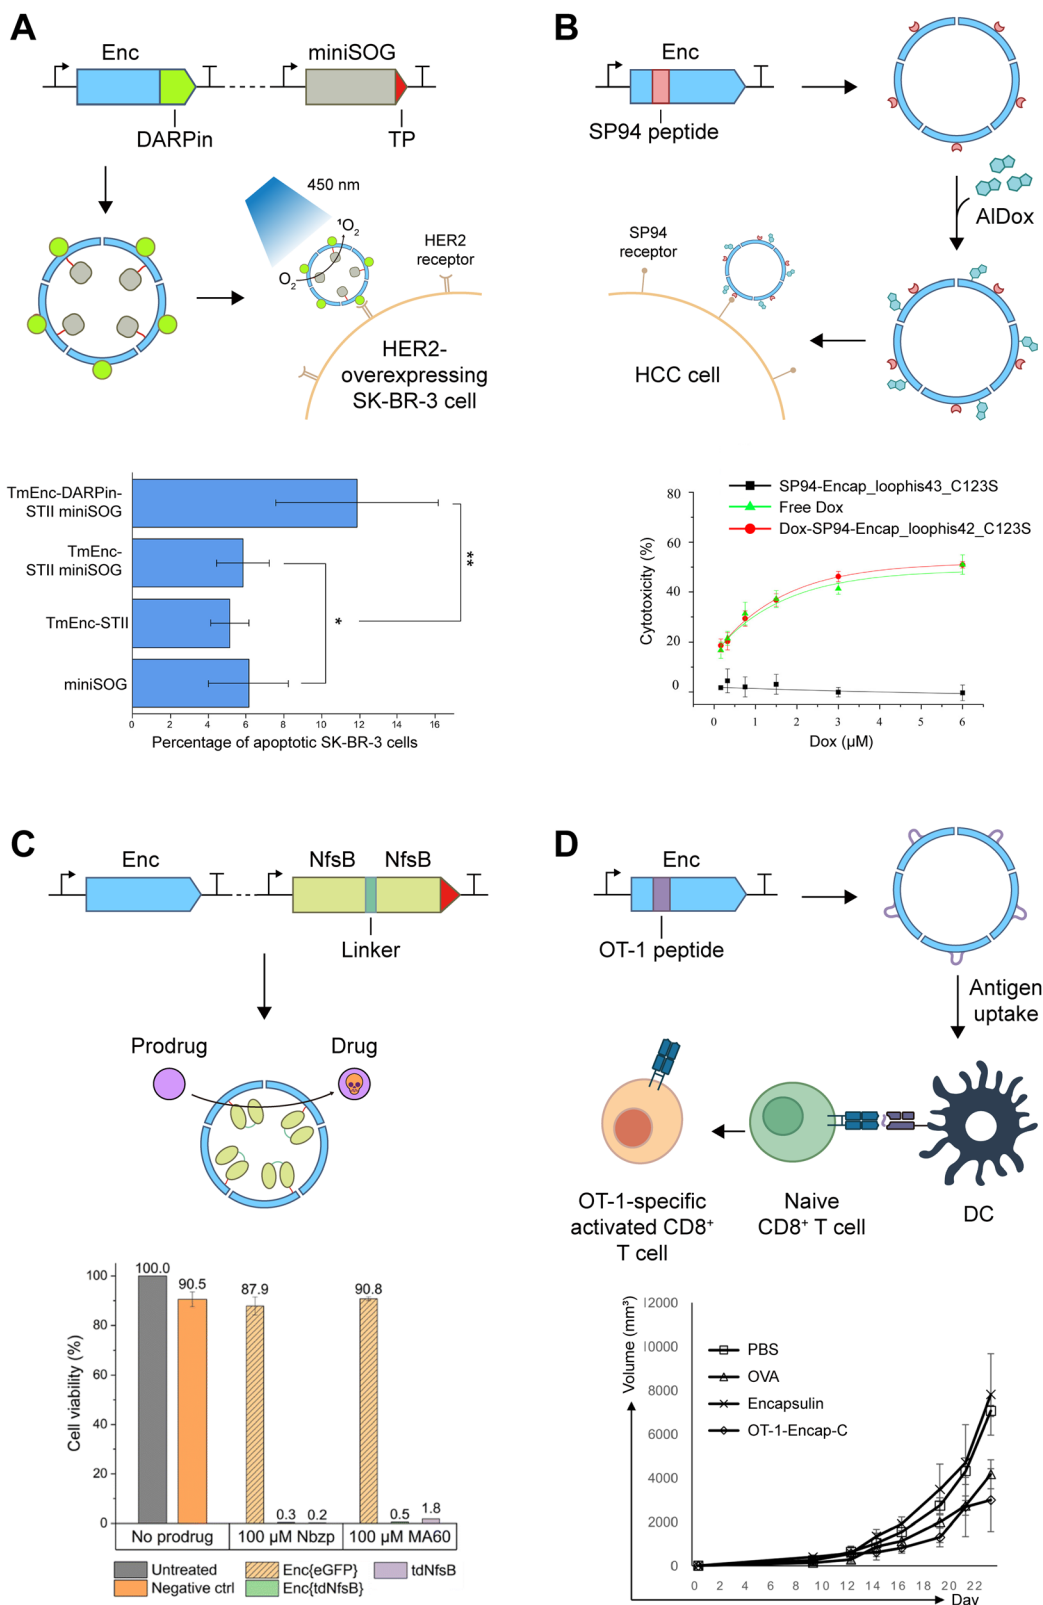 A
Enc
miniSOG
DARPin
TP
450 nm
¹O₂
O₂
HER2
receptor
HER2-
overexpressing
SK-BR-3 cell
TmEnc-DARPin-
STII miniSOG
TmEnc-
STII miniSOG
TmEnc-STII
miniSOG
**
*
0 2 4 6 8 10 12 14 16
Percentage of apoptotic SK-BR-3 cells
B
Enc
SP94 peptide
AlDox
SP94
receptor
HCC cell
SP94-Encap_loophis43_C123S
Free Dox
Dox-SP94-Encap_loophis42_C123S
Cytotoxicity (%)
80
60
40
20
0
0 1 2 3 4 5 6
Dox (µM)
C
Enc
NfsB NfsB
Linker
Prodrug
Drug
Cell viability (%)
100
80
60
40
20
0
100.0
90.5
87.9
0.3 0.2
90.8
0.5 1.8
No prodrug
100 µM Nbzp
100 µM MA60
Untreated
Negative ctrl
Enc{eGFP}
Enc{tdNfsB}
tdNfsB
D
Enc
OT-1 peptide
Antigen
uptake
DC
Naive
CD8⁺ T cell
OT-1-specific
activated CD8⁺
T cell
Volume (mm³)
12000
10000
8000
6000
4000
2000
0
PBS
OVA
Encapsulin
OT-1-Encap-C
0 2 4 6 8 10 12 14 16 18 20 22
Day